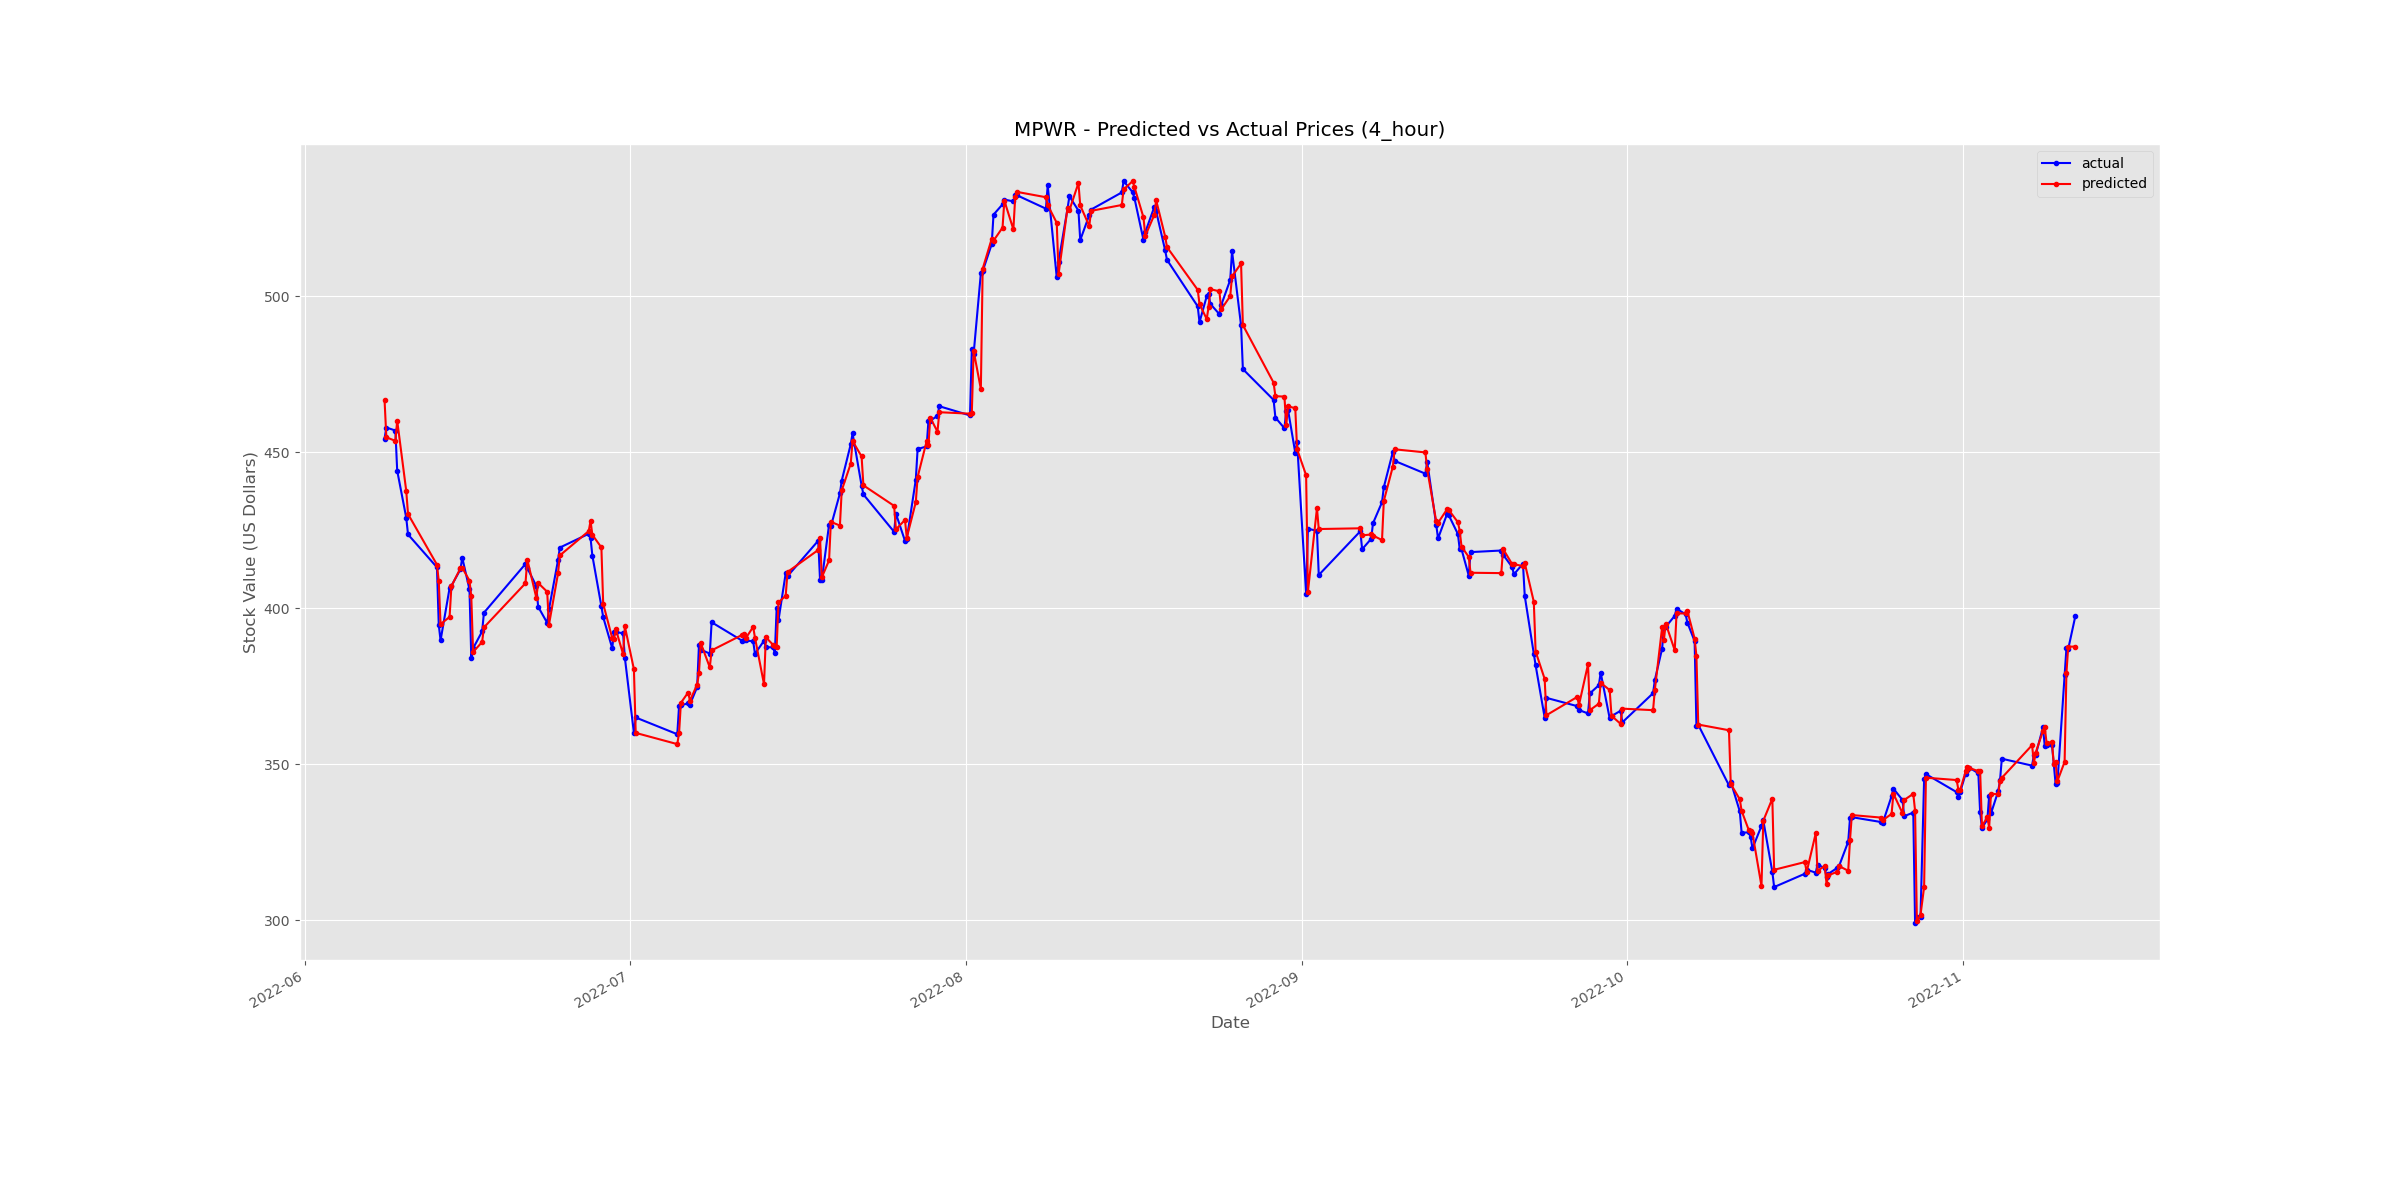 MPWR - Predicted vs Actual Prices (4_hour)
actual
predicted
Stock Value (US Dollars)
500
450
400
350
300
2022-06
2022-07
2022-08
2022-09
2022-10
2022-11
Date